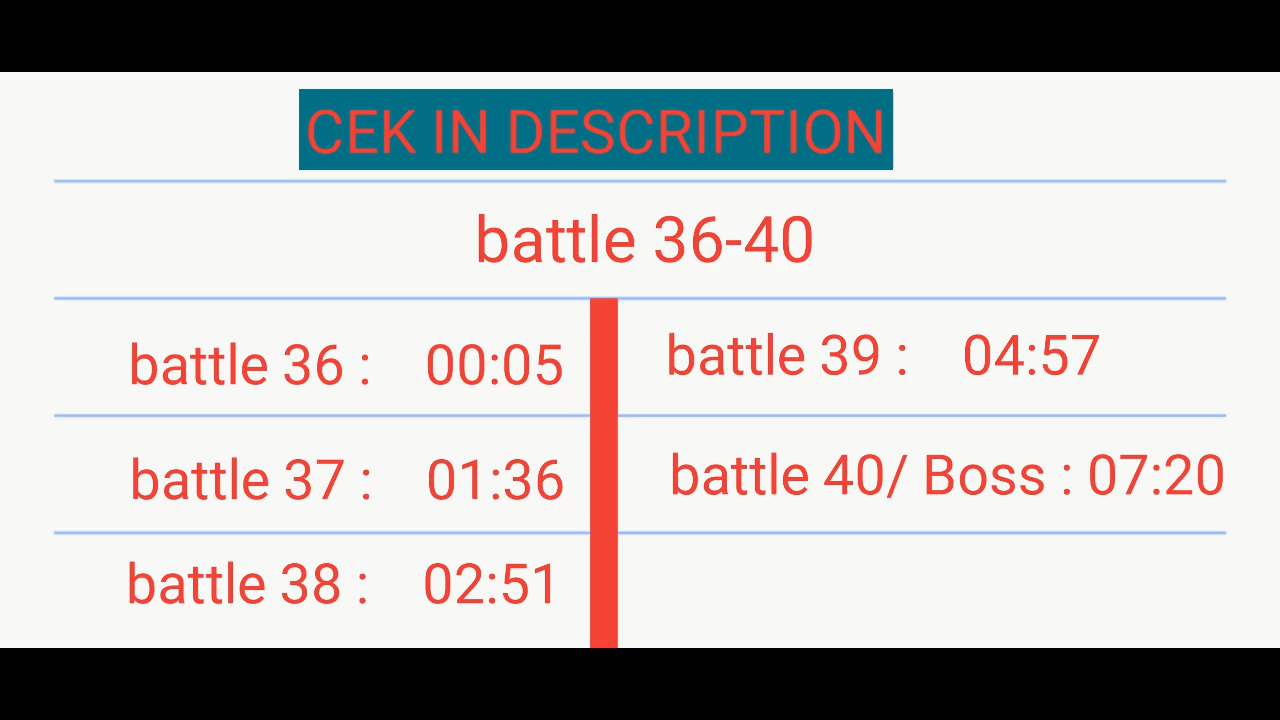 CEK IN DESCRIPTION
battle 36-40
battle 36 : 00:05
battle 37 : 01:36
battle 38 : 02:51
battle 39 : 04:57
battle 40/ Boss : 07:20